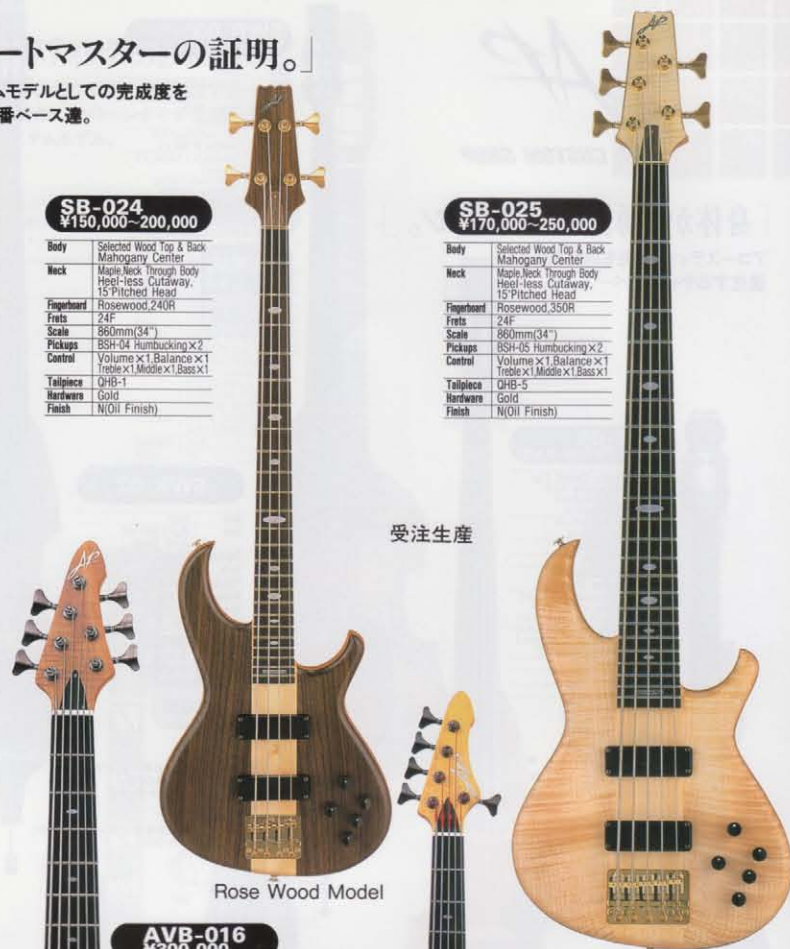 ートマスターの証明。」
ムモデルとしての完成度を
番ベース達。
SB-024
¥150,000~200,000
Body Selected Wood Top & Back
Mahogany Center
Neck Maple,Neck Through Body
Heel-less Cutaway,
15°Pitched Head
Fingerboard Rosewood,240R
Frets 24F
Scale 860mm(34")
Pickups BSH-04 Humbucking×2
Control Volume×1,Balance×1
Treble×1,Middle×1,Bass×1
Tailpiece QHB-1
Hardware Gold
Finish N(Oil Finish)
SB-025
¥170,000~250,000
Body Selected Wood Top & Back
Mahogany Center
Neck Maple,Neck Through Body
Heel-less Cutaway,
15°Pitched Head
Fingerboard Rosewood,350R
Frets 24F
Scale 860mm(34")
Pickups BSH-05 Humbucking×2
Control Volume×1,Balance×1
Treble×1,Middle×1,Bass×1
Tailpiece QHB-5
Hardware Gold
Finish N(Oil Finish)
受注生産
Rose Wood Model
AVB-016
¥300,000